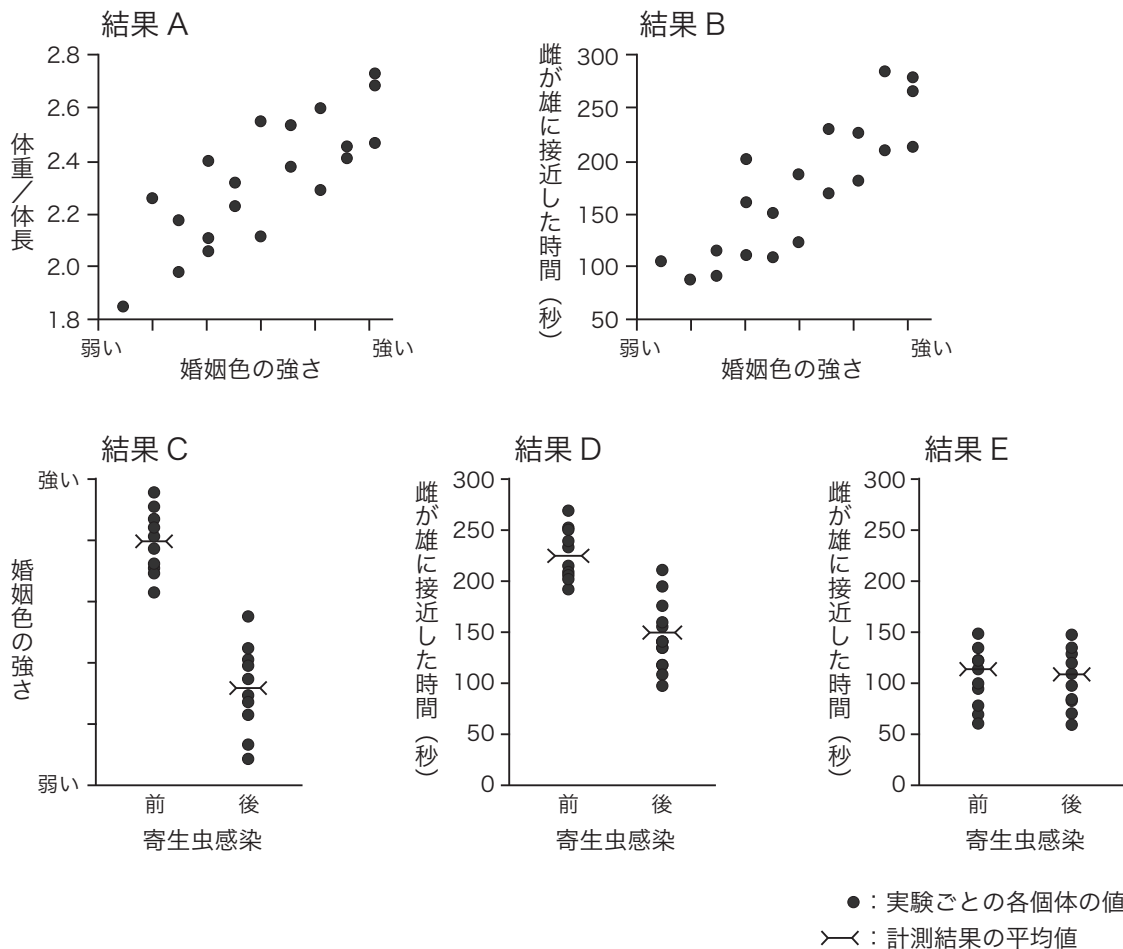 結果 A
2.8
2.6
2.4
2.2
2.0
1.8
体重/体長
弱い
強い
婚姻色の強さ
結果 B
300
250
200
150
100
50
雌が雄に接近した時間(秒)
弱い
強い
婚姻色の強さ
結果 C
強い
弱い
婚姻色の強さ
前
後
寄生虫感染
結果 D
300
250
200
150
100
50
0
雌が雄に接近した時間(秒)
前
後
寄生虫感染
結果 E
300
250
200
150
100
50
0
雌が雄に接近した時間(秒)
前
後
寄生虫感染
●:実験ごとの各個体の値
:計測結果の平均値